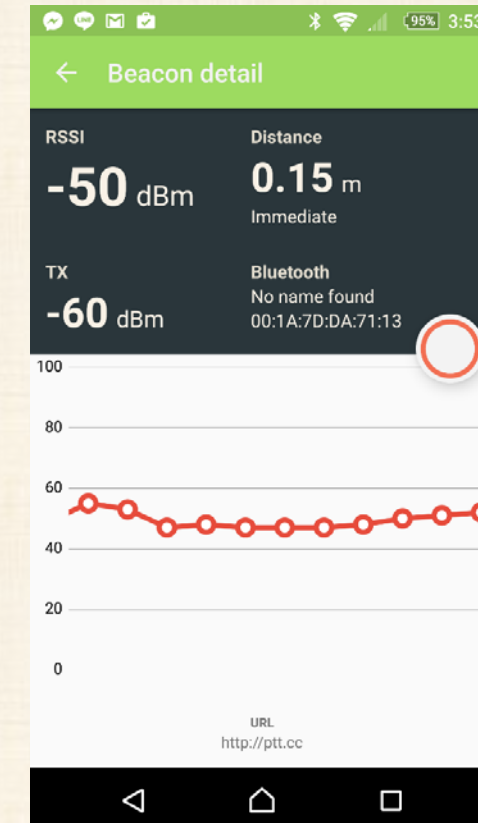 LINE
95% 3:53
Beacon detail
RSSI
-50 dBm
Distance
0.15 m
Immediate
TX
-60 dBm
Bluetooth
No name found
00:1A:7D:DA:71:13
100
80
60
40
20
0
URL
http://ptt.cc